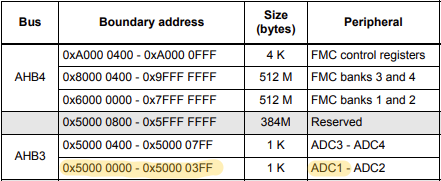 Bus Boundary address Size (bytes) Peripheral
AHB4 0xA000 0400 - 0xA000 0FFF 4 K FMC control registers
0x8000 0400 - 0x9FFF FFFF 512 M FMC banks 3 and 4
0x6000 0000 - 0x7FFF FFFF 512 M FMC banks 1 and 2
0x5000 0800 - 0x5FFF FFFF 384M Reserved
AHB3 0x5000 0400 - 0x5000 07FF 1 K ADC3 - ADC4
0x5000 0000 - 0x5000 03FF 1 K ADC1 - ADC2